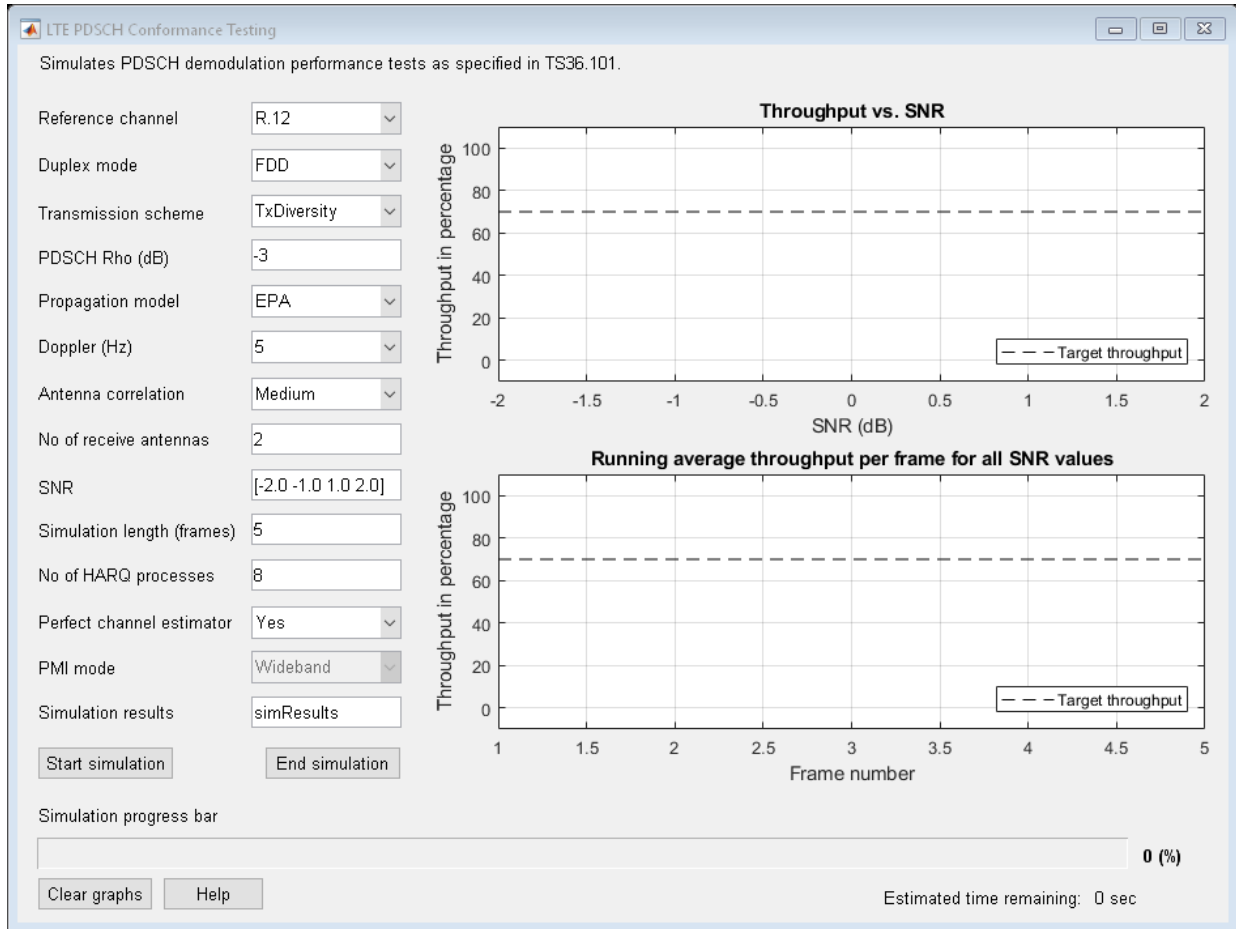 LTE PDSCH Conformance Testing
Simulates PDSCH demodulation performance tests as specified in TS36.101.
Reference channel R.12
Duplex mode FDD
Transmission scheme TxDiversity
PDSCH Rho (dB) -3
Propagation model EPA
Doppler (Hz) 5
Antenna correlation Medium
No of receive antennas 2
SNR [-2.0 -1.0 1.0 2.0]
Simulation length (frames) 5
No of HARQ processes 8
Perfect channel estimator Yes
PMI mode Wideband
Simulation results simResults
Start simulation End simulation
Throughput vs. SNR
Throughput in percentage
100
80
60
40
20
0
Target throughput
-2 -1.5 -1 -0.5 0 0.5 1 1.5 2
SNR (dB)
Running average throughput per frame for all SNR values
Throughput in percentage
100
80
60
40
20
0
Target throughput
1 1.5 2 2.5 3 3.5 4 4.5 5
Frame number
Simulation progress bar
0 (%)
Clear graphs Help
Estimated time remaining: 0 sec